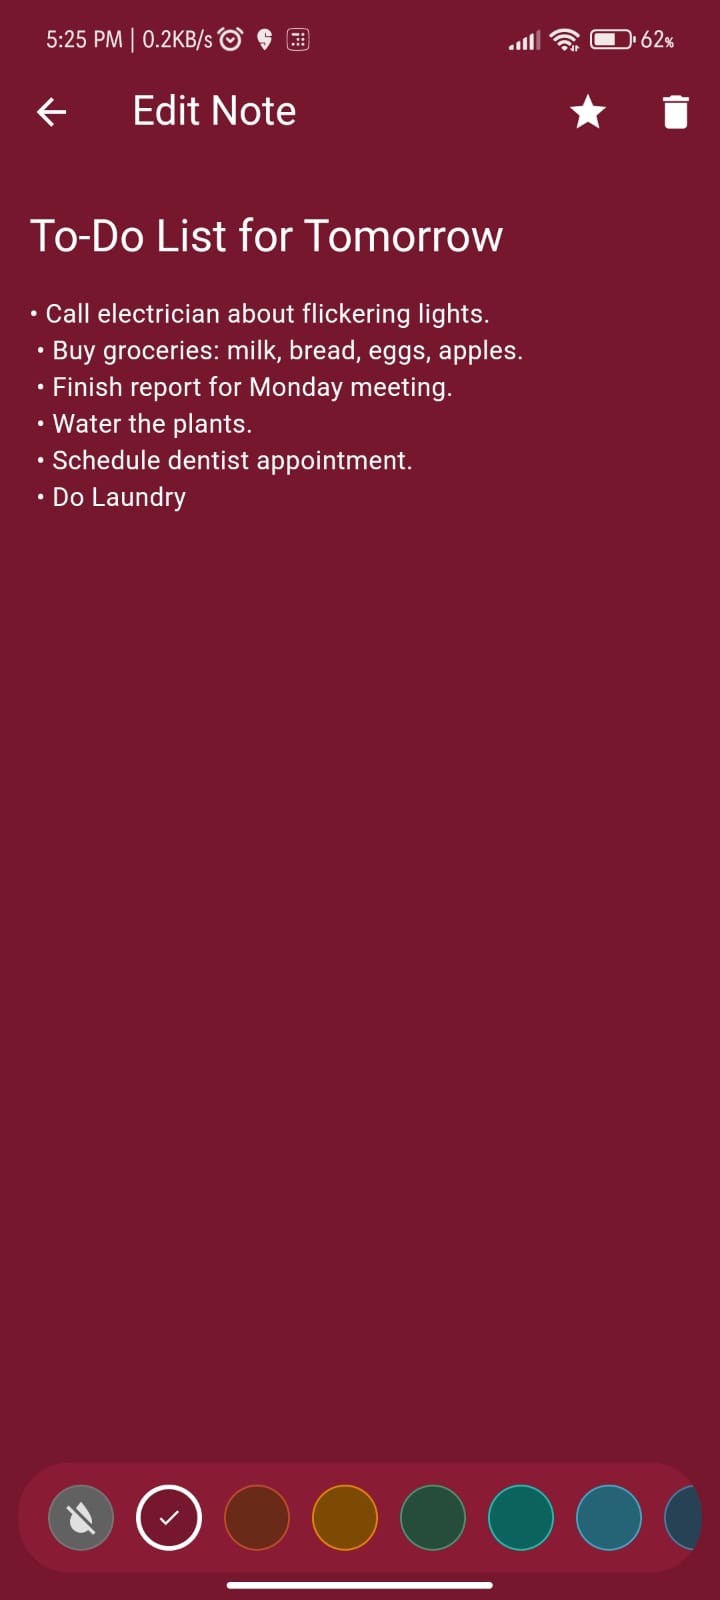 5:25 PM | 0.2KB/s 62%
Edit Note
To-Do List for Tomorrow
• Call electrician about flickering lights.
• Buy groceries: milk, bread, eggs, apples.
• Finish report for Monday meeting.
• Water the plants.
• Schedule dentist appointment.
• Do Laundry